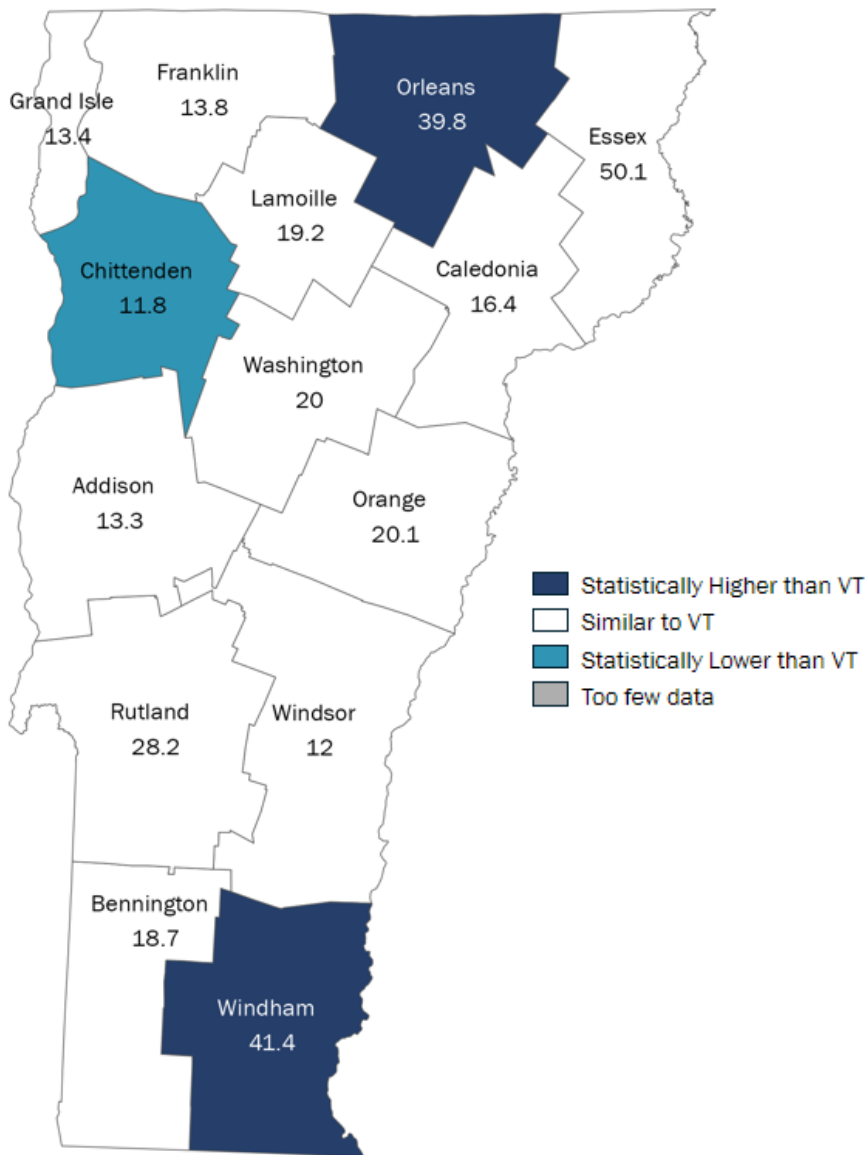 Franklin
13.8
Grand Isle
13.4
Orleans
39.8
Essex
50.1
Lamoille
19.2
Chittenden
11.8
Caledonia
16.4
Washington
20
Addison
13.3
Orange
20.1
Statistically Higher than VT
Similar to VT
Statistically Lower than VT
Too few data
Rutland
28.2
Windsor
12
Bennington
18.7
Windham
41.4